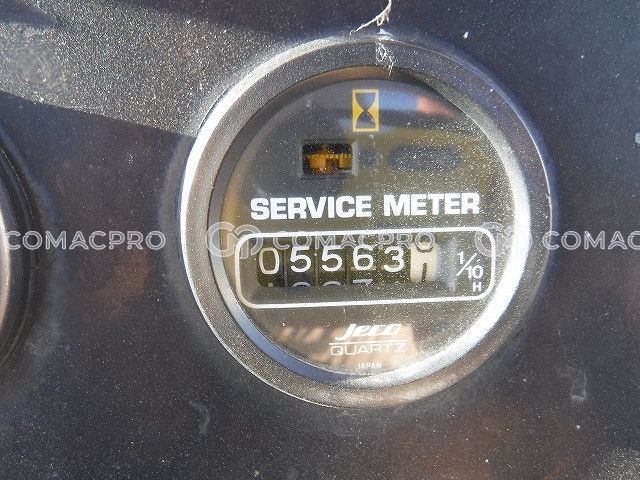 SERVICE METER
05563 1/10
H
Jeco
QUARTZ
JAPAN
COMACPRO COMACPRO COMACPRO